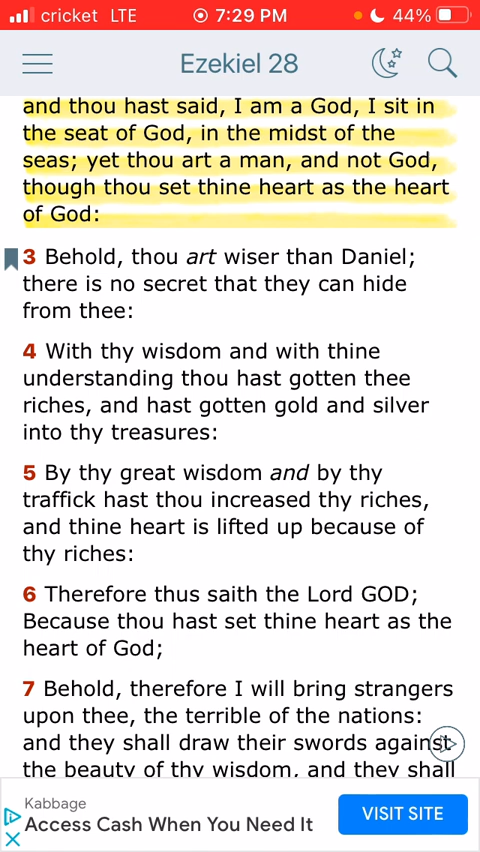 cricket LTE 7:29 PM 44%
Ezekiel 28
and thou hast said, I am a God, I sit in
the seat of God, in the midst of the
seas; yet thou art a man, and not God,
though thou set thine heart as the heart
of God:
3 Behold, thou art wiser than Daniel;
there is no secret that they can hide
from thee:
4 With thy wisdom and with thine
understanding thou hast gotten thee
riches, and hast gotten gold and silver
into thy treasures:
5 By thy great wisdom and by thy
traffick hast thou increased thy riches,
and thine heart is lifted up because of
thy riches:
6 Therefore thus saith the Lord GOD;
Because thou hast set thine heart as the
heart of God;
7 Behold, therefore I will bring strangers
upon thee, the terrible of the nations:
and they shall draw their swords against
the beauty of thy wisdom, and they shall
Kabbage
Access Cash When You Need It
VISIT SITE